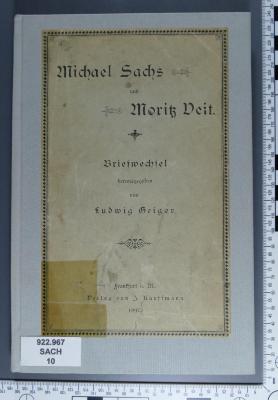 Michael Sachs
und
Moritz Veit.
Briefwechsel
herausgegeben
von
Ludwig Geiger.
Frankfurt a. M.
Verlag von J. Kauffmann
922.967
SACH
10